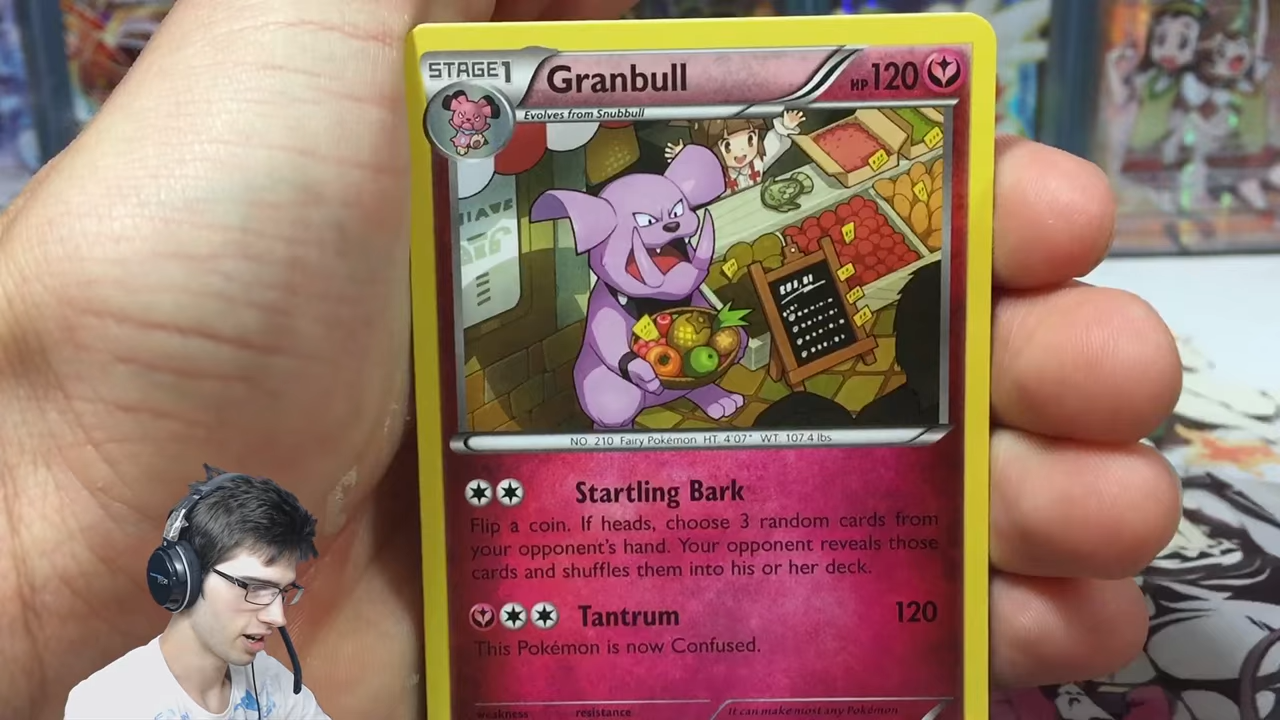 STAGE1 Granbull HP 120
Evolves from Snubbull
NO. 210 Fairy Pokémon HT. 4'07" WT. 107.4 lbs
Startling Bark
Flip a coin. If heads, choose 3 random cards from
your opponent's hand. Your opponent reveals those
cards and shuffles them into his or her deck.
Tantrum 120
This Pokémon is now Confused.
weakness resistance It can make most any Pokémon